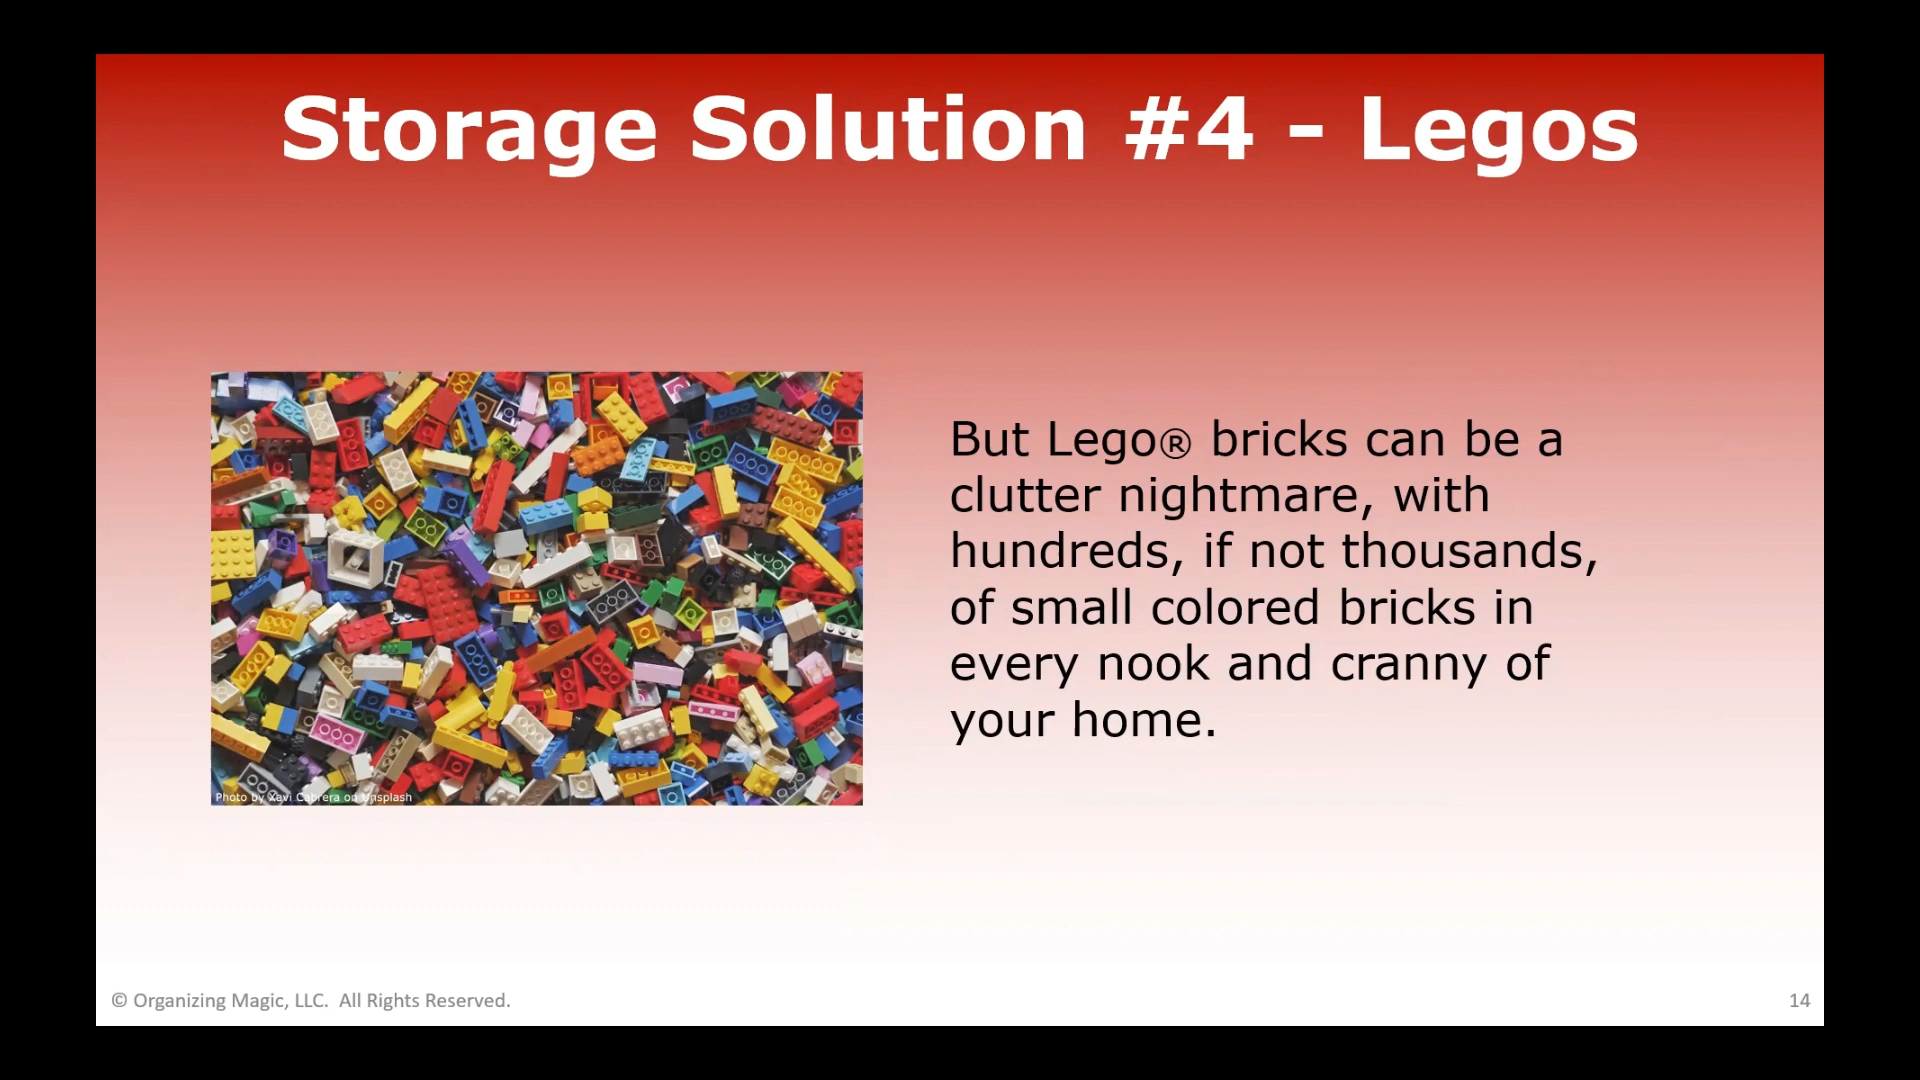 Storage Solution #4 - Legos
But Lego® bricks can be a
clutter nightmare, with
hundreds, if not thousands,
of small colored bricks in
every nook and cranny of
your home.
Photo by Xavi Cabrera on Unsplash
© Organizing Magic, LLC.  All Rights Reserved.
14